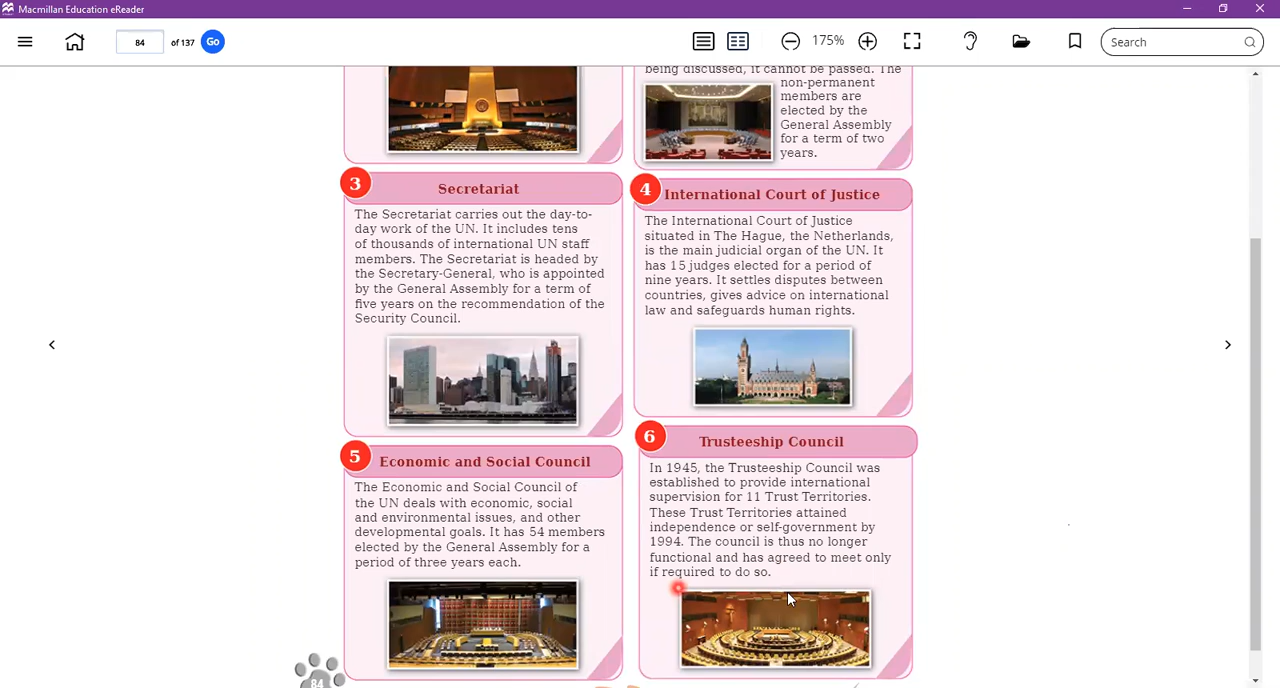 Macmillan Education eReader
84 of 137 Go
175%
Search
being discussed, it cannot be passed. The
non-permanent
members are
elected by the
General Assembly
for a term of two
years.
3 Secretariat
The Secretariat carries out the day-to-
day work of the UN. It includes tens
of thousands of international UN staff
members. The Secretariat is headed by
the Secretary-General, who is appointed
by the General Assembly for a term of
five years on the recommendation of the
Security Council.
4 International Court of Justice
The International Court of Justice
situated in The Hague, the Netherlands,
is the main judicial organ of the UN. It
has 15 judges elected for a period of
nine years. It settles disputes between
countries, gives advice on international
law and safeguards human rights.
5 Economic and Social Council
The Economic and Social Council of
the UN deals with economic, social
and environmental issues, and other
developmental goals. It has 54 members
elected by the General Assembly for a
period of three years each.
6 Trusteeship Council
In 1945, the Trusteeship Council was
established to provide international
supervision for 11 Trust Territories.
These Trust Territories attained
independence or self-government by
1994. The council is thus no longer
functional and has agreed to meet only
if required to do so.
84